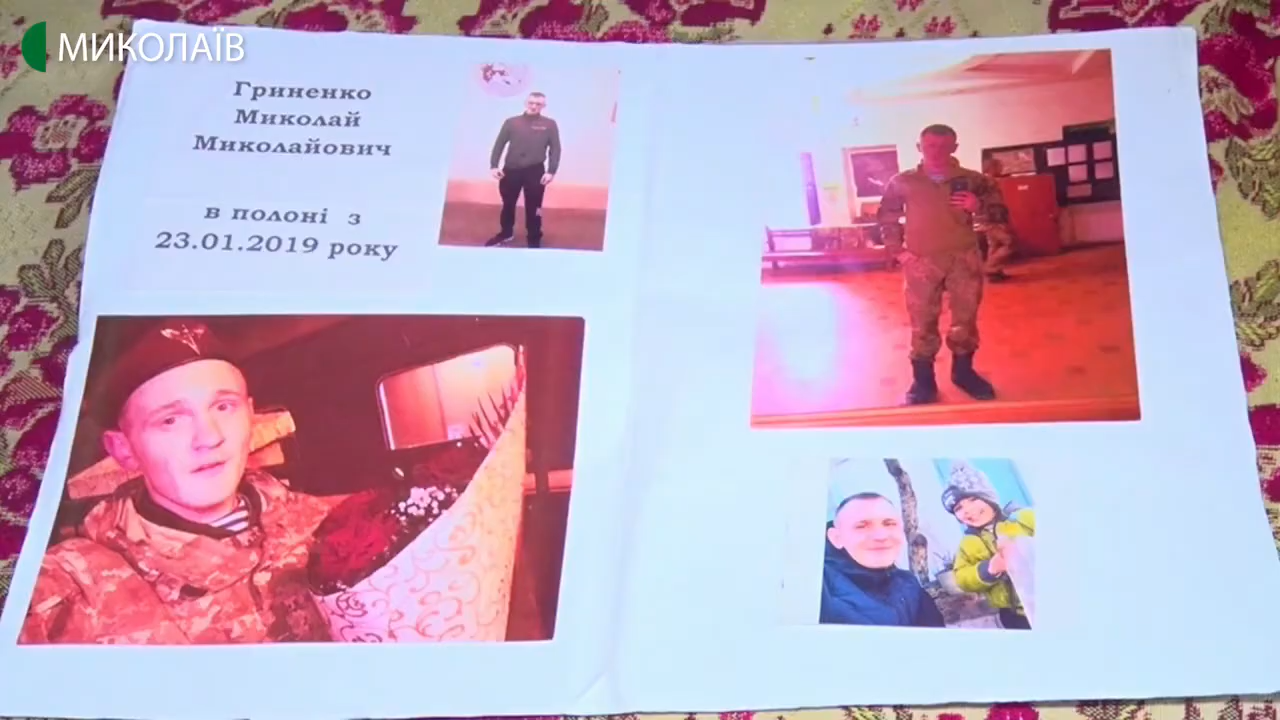 МИКОЛАЇВ
Гриненко
Миколай
Миколайович
в полоні з
23.01.2019 року